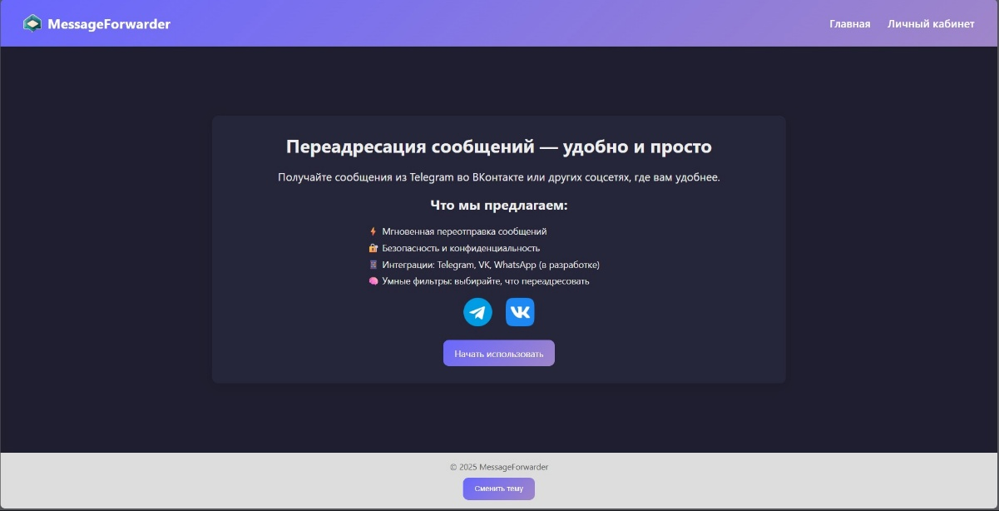 MessageForwarder
Главная
Личный кабинет
Переадресация сообщений — удобно и просто
Получайте сообщения из Telegram во ВКонтакте или других соцсетях, где вам удобнее.
Что мы предлагаем:
Мгновенная переотправка сообщений
Безопасность и конфиденциальность
Интеграции: Telegram, VK, WhatsApp (в разработке)
Умные фильтры: выбирайте, что переадресовать
Начать использовать
© 2025 MessageForwarder
Сменить тему